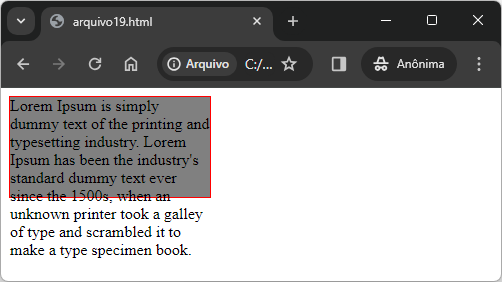 arquivo19.html
Arquivo C:/... Anônima
Lorem Ipsum is simply
dummy text of the printing and
typesetting industry. Lorem
Ipsum has been the industry's
standard dummy text ever
since the 1500s, when an
unknown printer took a galley
of type and scrambled it to
make a type specimen book.